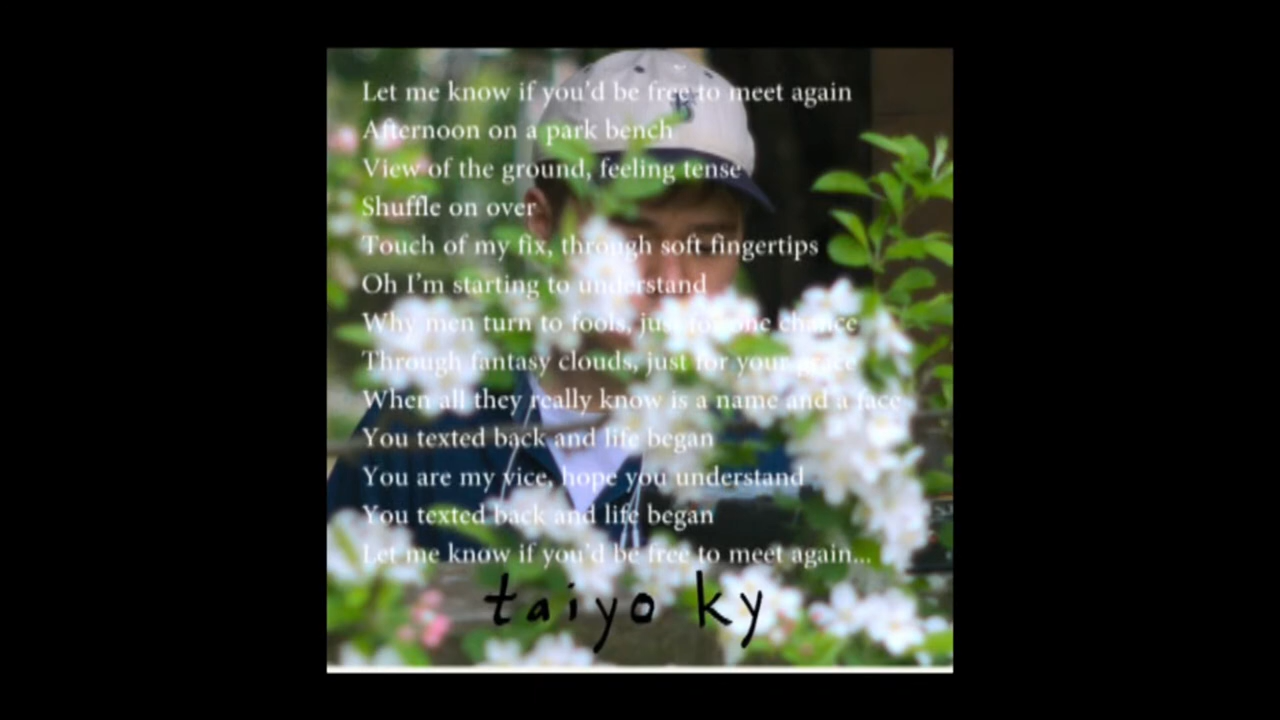 Let me know if you'd be free to meet again
Afternoon on a park bench
View of the ground, feeling tense
Shuffle on over
Touch of my fix, through soft fingertips
Oh I'm starting to understand
Why men turn to fools, just for one chance
Through fantasy clouds, just for your grace
When all they really know is a name and a face
You texted back and life began
You are my vice, hope you understand
You texted back and life began
Let me know if you'd be free to meet again...
taiyo ky